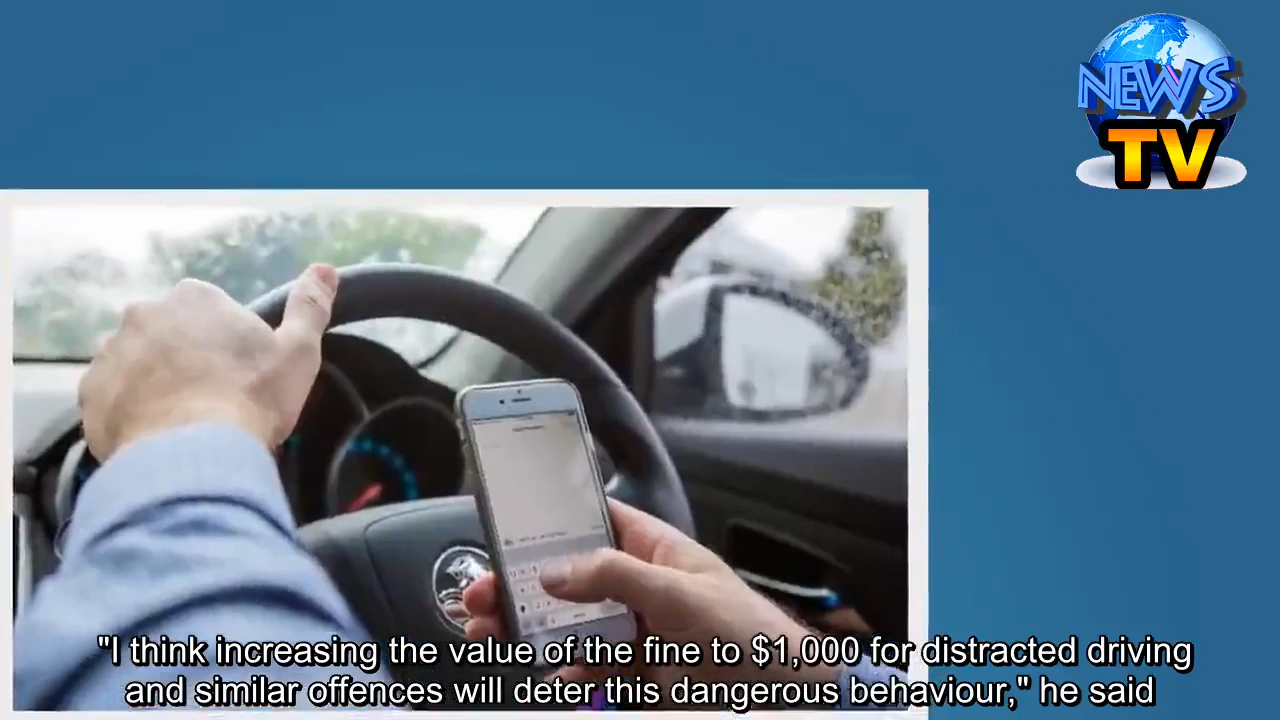 NEWS
TV
"I think increasing the value of the fine to $1,000 for distracted driving
and similar offences will deter this dangerous behaviour," he said